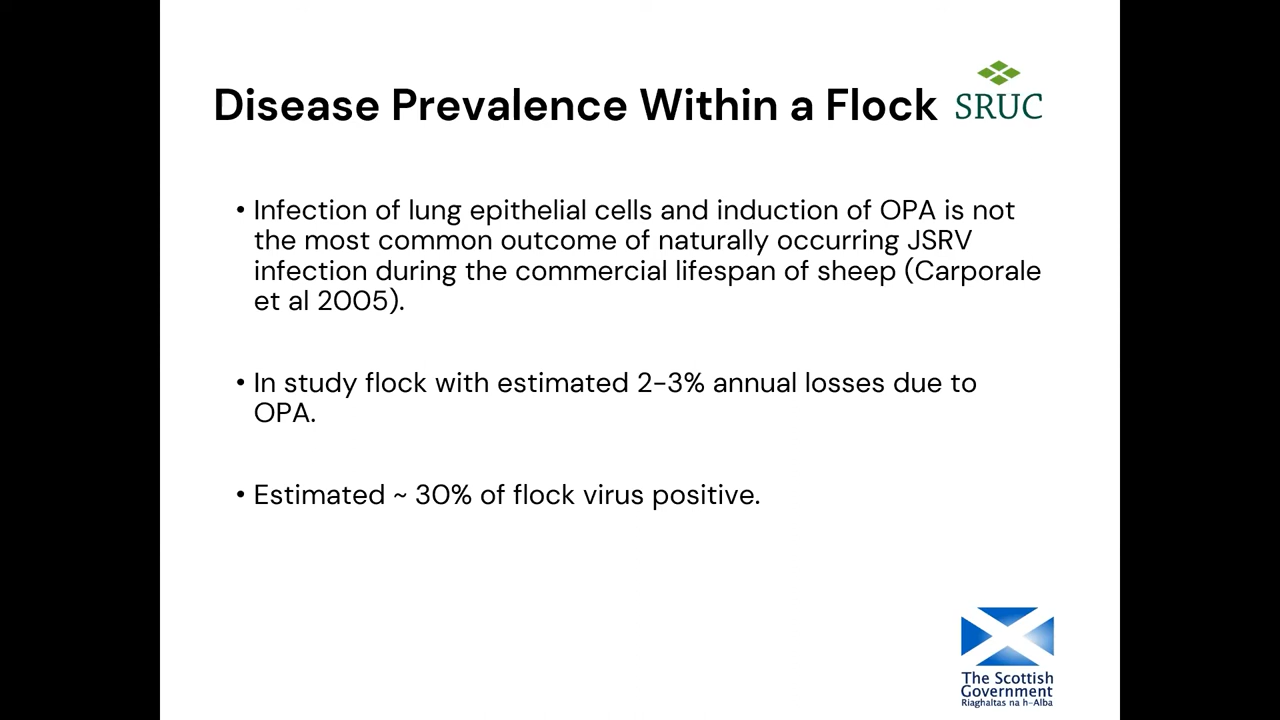 Disease Prevalence Within a Flock
SRUC
• Infection of lung epithelial cells and induction of OPA is not
the most common outcome of naturally occurring JSRV
infection during the commercial lifespan of sheep (Carporale
et al 2005).
• In study flock with estimated 2-3% annual losses due to
OPA.
• Estimated ~ 30% of flock virus positive.
The Scottish
Government
Riaghaltas na h-Alba